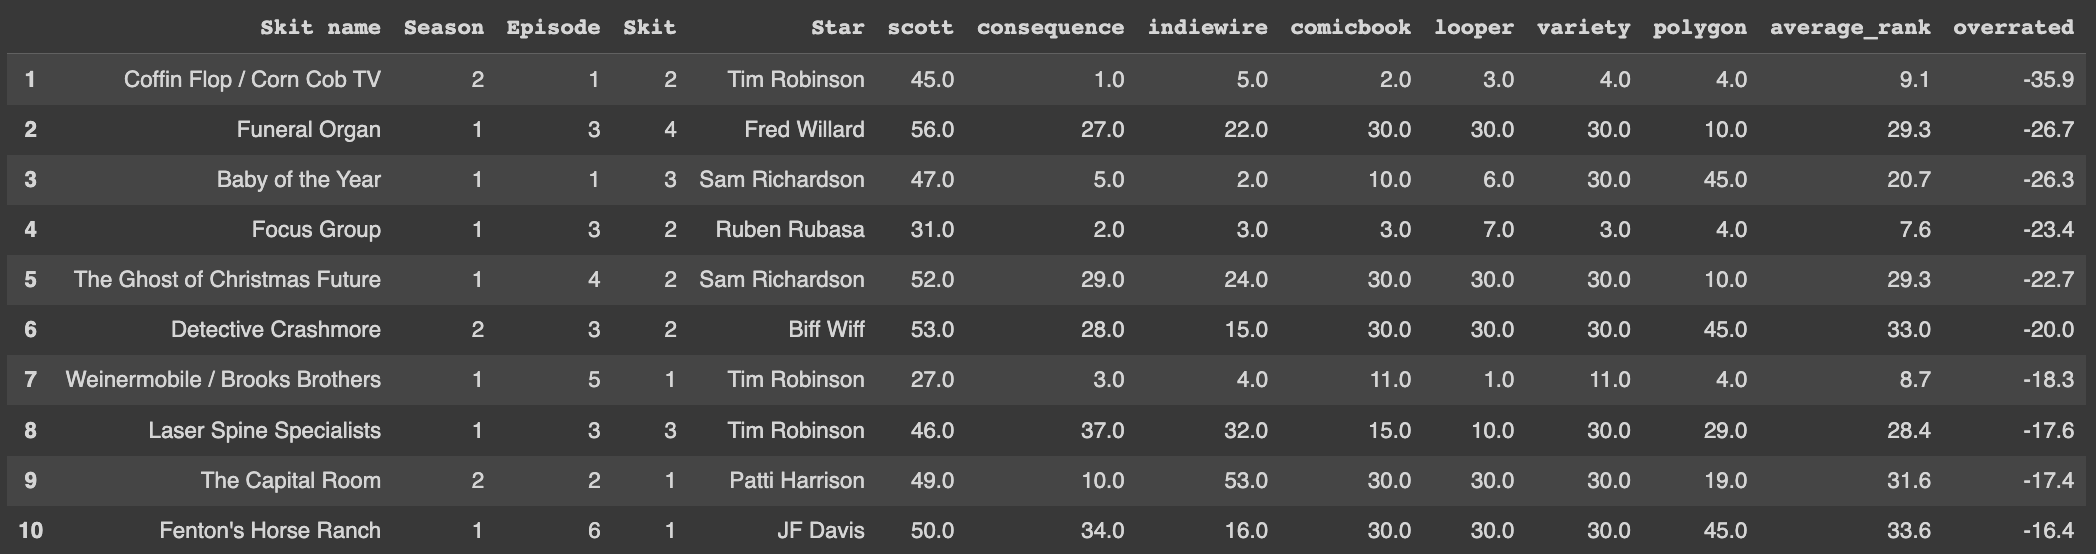 Skit name Season Episode Skit Star scott consequence indiewire comicbook looper variety polygon average_rank overrated
1 Coffin Flop / Corn Cob TV 2 1 2 Tim Robinson 45.0 1.0 5.0 2.0 3.0 4.0 4.0 9.1 -35.9
2 Funeral Organ 1 3 4 Fred Willard 56.0 27.0 22.0 30.0 30.0 30.0 10.0 29.3 -26.7
3 Baby of the Year 1 1 3 Sam Richardson 47.0 5.0 2.0 10.0 6.0 30.0 45.0 20.7 -26.3
4 Focus Group 1 3 2 Ruben Rubasa 31.0 2.0 3.0 3.0 7.0 3.0 4.0 7.6 -23.4
5 The Ghost of Christmas Future 1 4 2 Sam Richardson 52.0 29.0 24.0 30.0 30.0 30.0 10.0 29.3 -22.7
6 Detective Crashmore 2 3 2 Biff Wiff 53.0 28.0 15.0 30.0 30.0 30.0 45.0 33.0 -20.0
7 Weinermobile / Brooks Brothers 1 5 1 Tim Robinson 27.0 3.0 4.0 11.0 1.0 11.0 4.0 8.7 -18.3
8 Laser Spine Specialists 1 3 3 Tim Robinson 46.0 37.0 32.0 15.0 10.0 30.0 29.0 28.4 -17.6
9 The Capital Room 2 2 1 Patti Harrison 49.0 10.0 53.0 30.0 30.0 30.0 19.0 31.6 -17.4
10 Fenton's Horse Ranch 1 6 1 JF Davis 50.0 34.0 16.0 30.0 30.0 30.0 45.0 33.6 -16.4